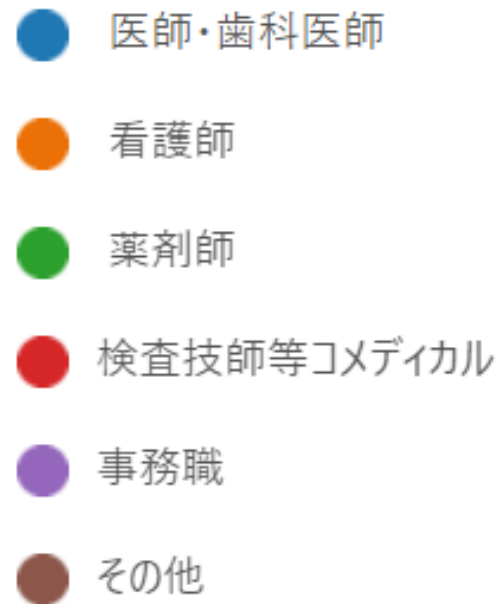 医師・歯科医師
看護師
薬剤師
検査技師等コメディカル
事務職
その他